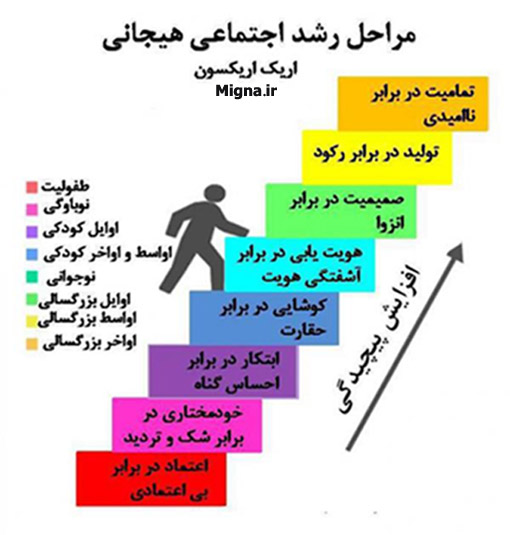 مراحل رشد اجتماعی هیجانی
اریک اریکسون
Migna.ir
تمامیت در برابر
ناامیدی
تولید در برابر رکود
صمیمیت در برابر
انزوا
هویت یابی در برابر
آشفتگی هویت
کوشایی در برابر
حقارت
ابتکار در برابر
احساس گناه
خودمختاری در
برابر شک و تردید
اعتماد در برابر
بی اعتمادی
افزایش پیچیدگی
طفولیت
نوباوگی
اوایل کودکی
اواسط و اواخر کودکی
نوجوانی
اوایل بزرگسالی
اواسط بزرگسالی
اواخر بزرگسالی